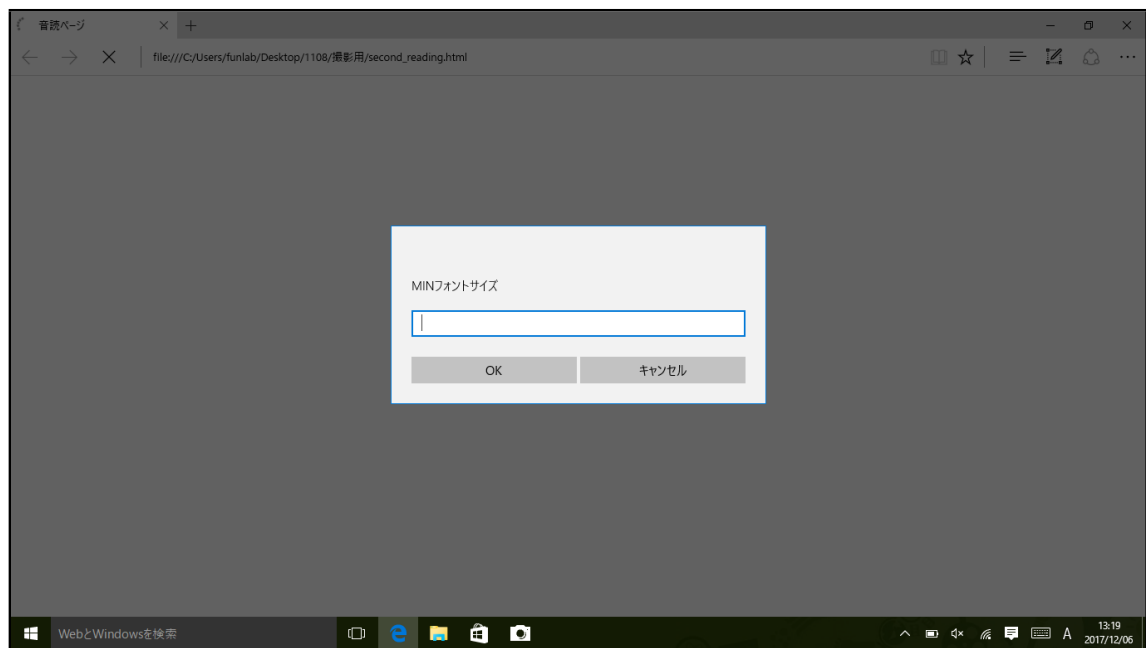 音読ページ
file:///C:/Users/funlab/Desktop/1108/撮影用/second_reading.html
MINフォントサイズ
OK
キャンセル
WebとWindowsを検索
A
13:19
2017/12/06